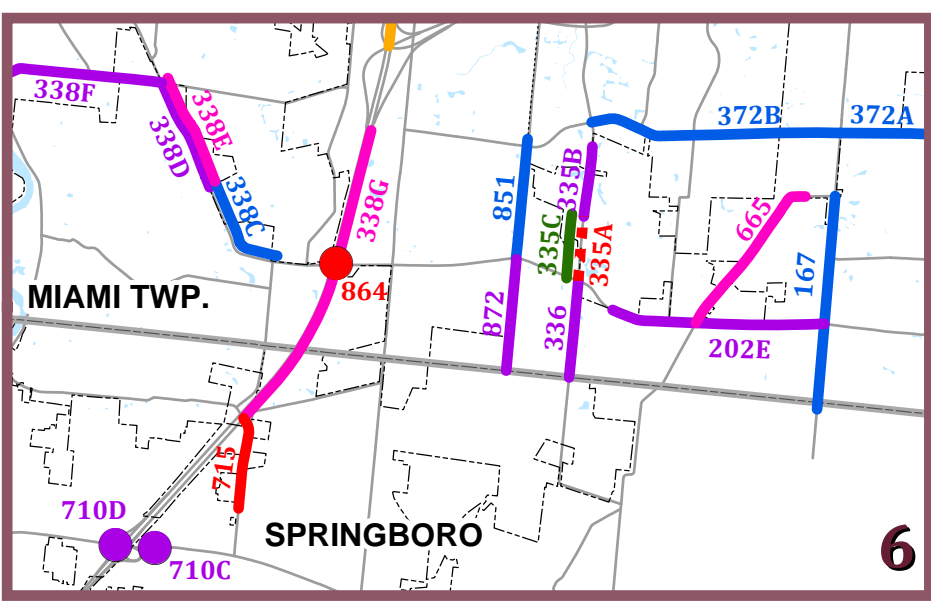 338F
338E
338D
338C
338G
864
MIAMI TWP.
372B
372A
335B
851
335C
335A
665
167
872
336
202E
715
710D
710C
SPRINGBORO
6